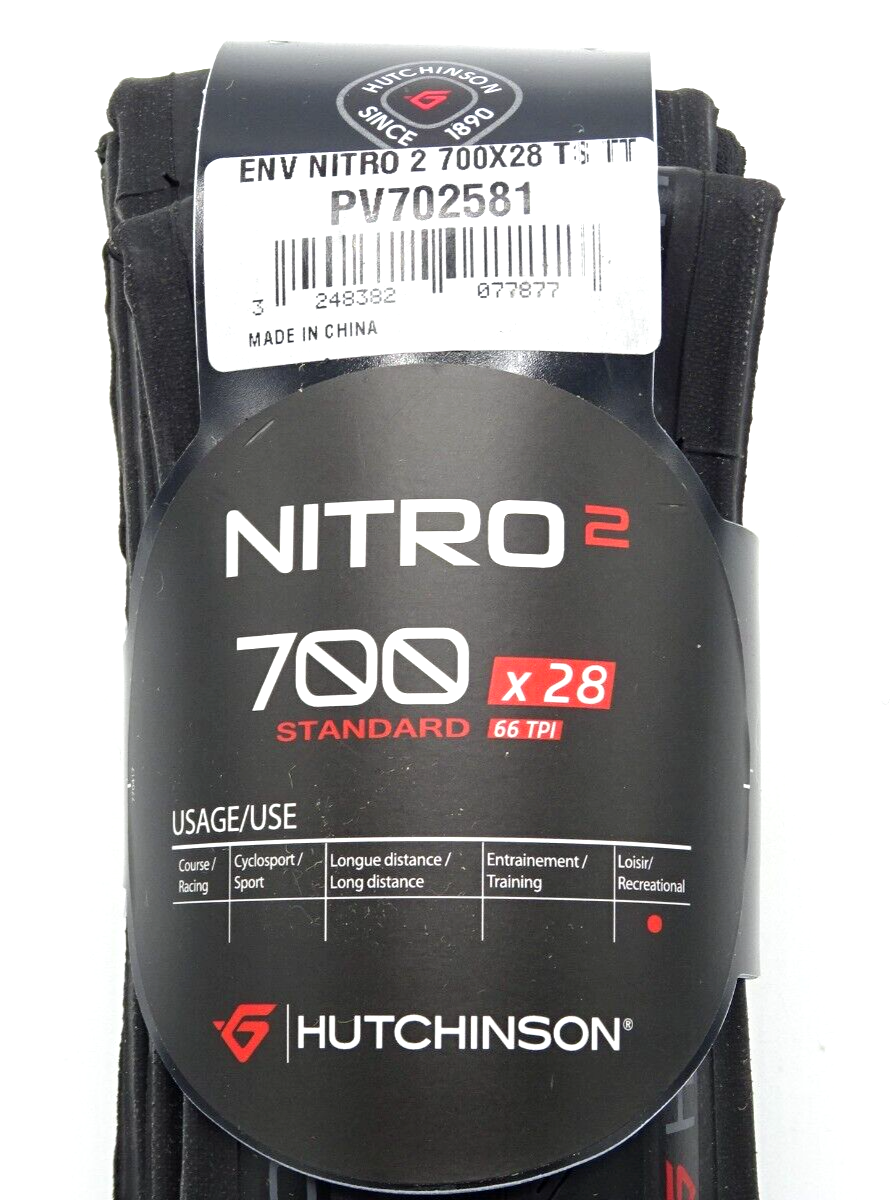 HUTCHINSON
SINCE 1890
ENV NITRO 2 700X28 TS TT
PV702581
3 248382 077877
MADE IN CHINA
NITRO 2
700 x 28
STANDARD 66 TPI
USAGE/USE
Course / Racing
Cyclosport / Sport
Longue distance / Long distance
Entrainement / Training
Loisir/ Recreational
HUTCHINSON®